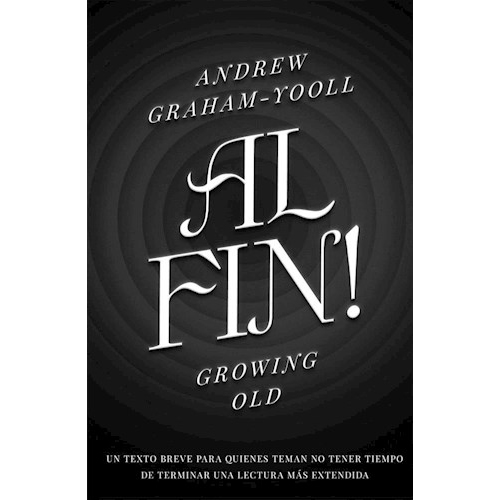 ANDREW
GRAHAM-YOOLL
AL
FIN!
GROWING
OLD
UN TEXTO BREVE PARA QUIENES TEMAN NO TENER TIEMPO
DE TERMINAR UNA LECTURA MÁS EXTENDIDA